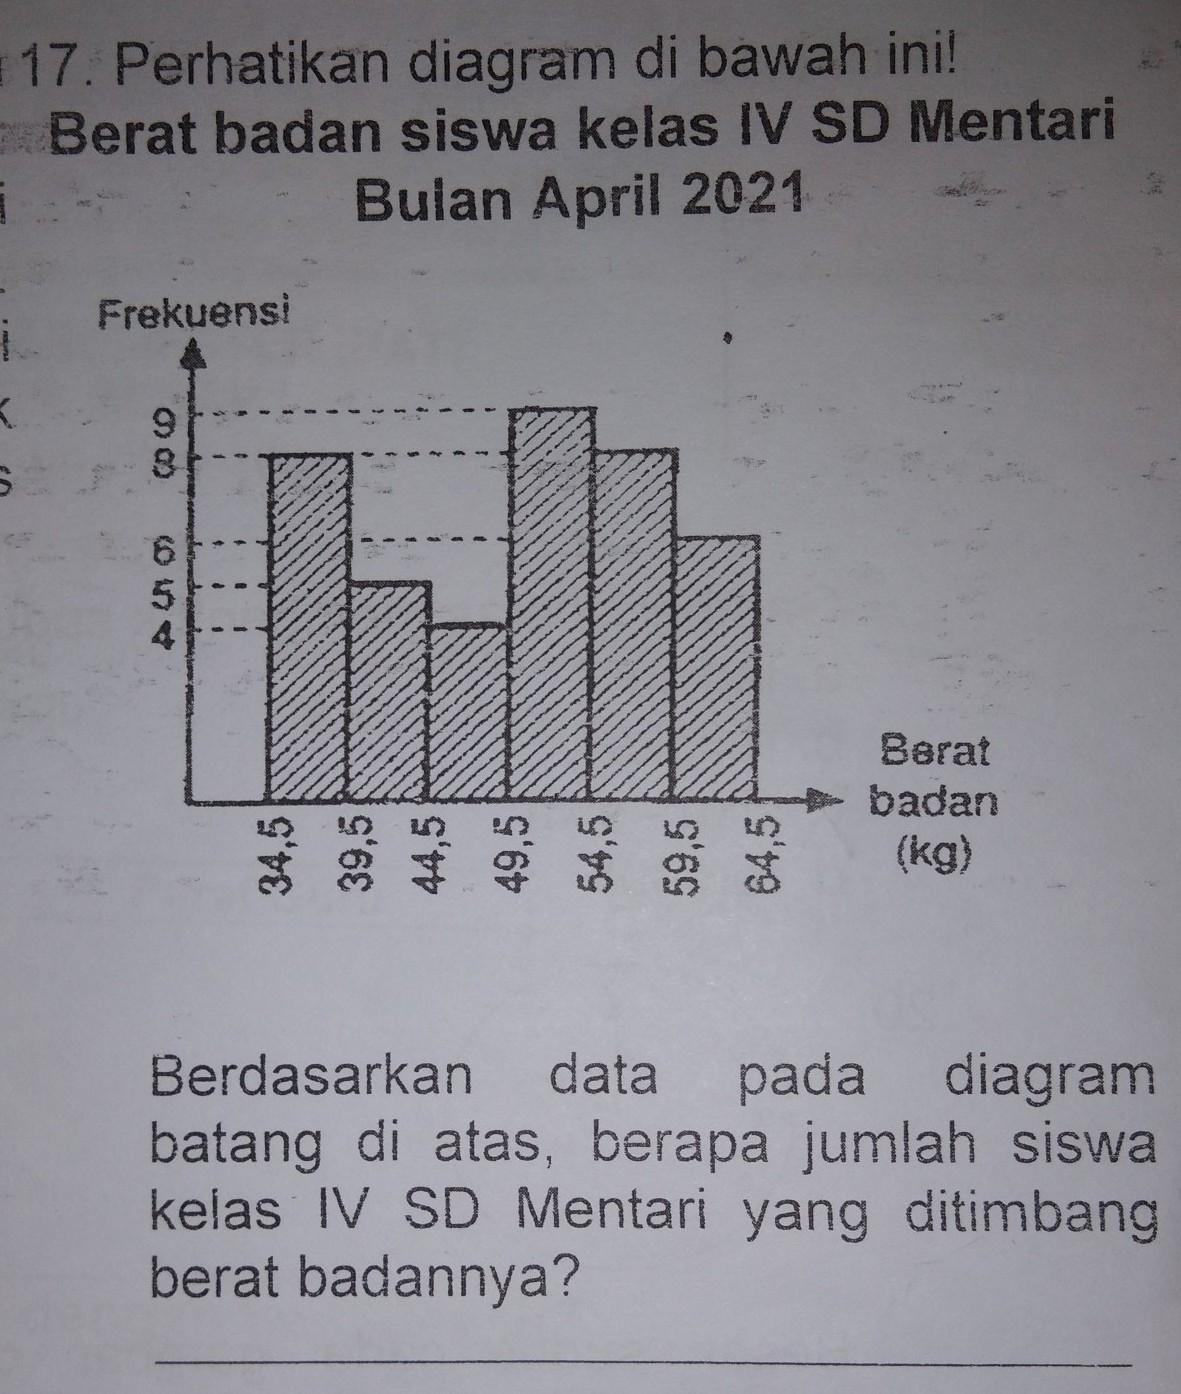 17. Perhatikan diagram di bawah ini!
Berat badan siswa kelas IV SD Mentari
Bulan April 2021
Frekuensi
9
8
6
5
4
34,5 39,5 44,5 49,5 54,5 59,5 64,5
Berat
badan
(kg)
Berdasarkan data pada diagram
batang di atas, berapa jumlah siswa
kelas IV SD Mentari yang ditimbang
berat badannya?